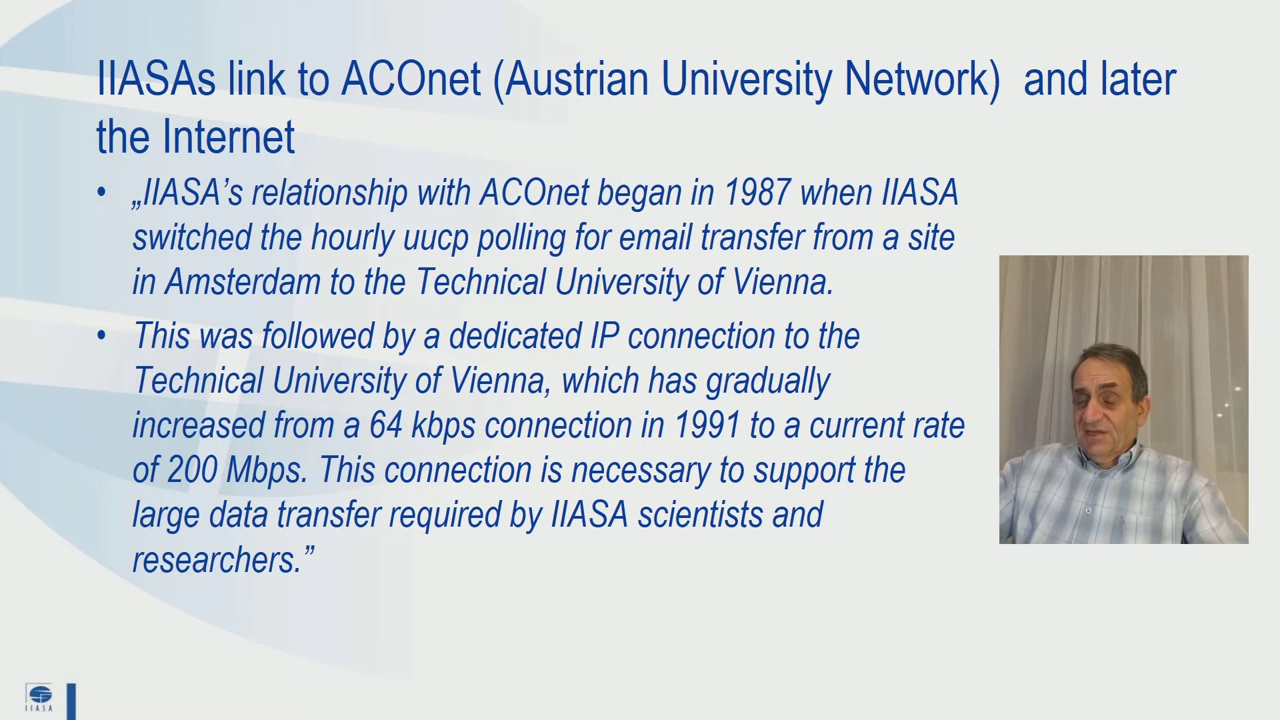 IIASAs link to ACOnet (Austrian University Network)  and later
the Internet
• „IIASA’s relationship with ACOnet began in 1987 when IIASA
switched the hourly uucp polling for email transfer from a site
in Amsterdam to the Technical University of Vienna.
• This was followed by a dedicated IP connection to the
Technical University of Vienna, which has gradually
increased from a 64 kbps connection in 1991 to a current rate
of 200 Mbps. This connection is necessary to support the
large data transfer required by IIASA scientists and
researchers.”
IIASA